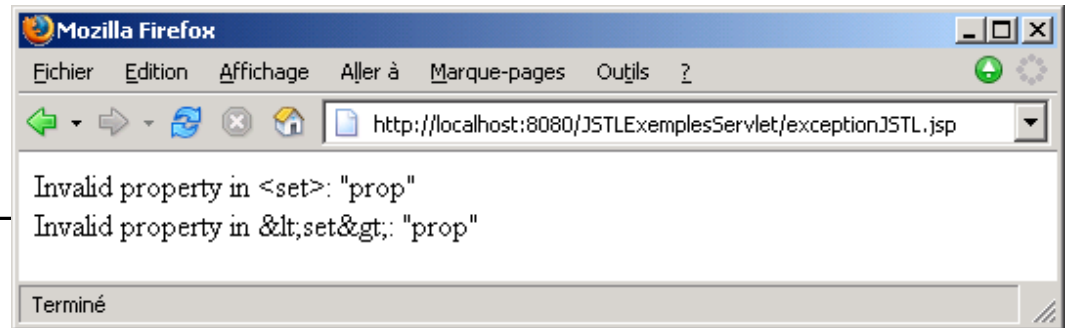 Mozilla Firefox
Fichier Edition Affichage Aller à Marque-pages Outils ?
http://localhost:8080/JSTLExemplesServlet/exceptionJSTL.jsp
Invalid property in <set>: "prop"
Invalid property in &lt;set&gt;: "prop"
Terminé